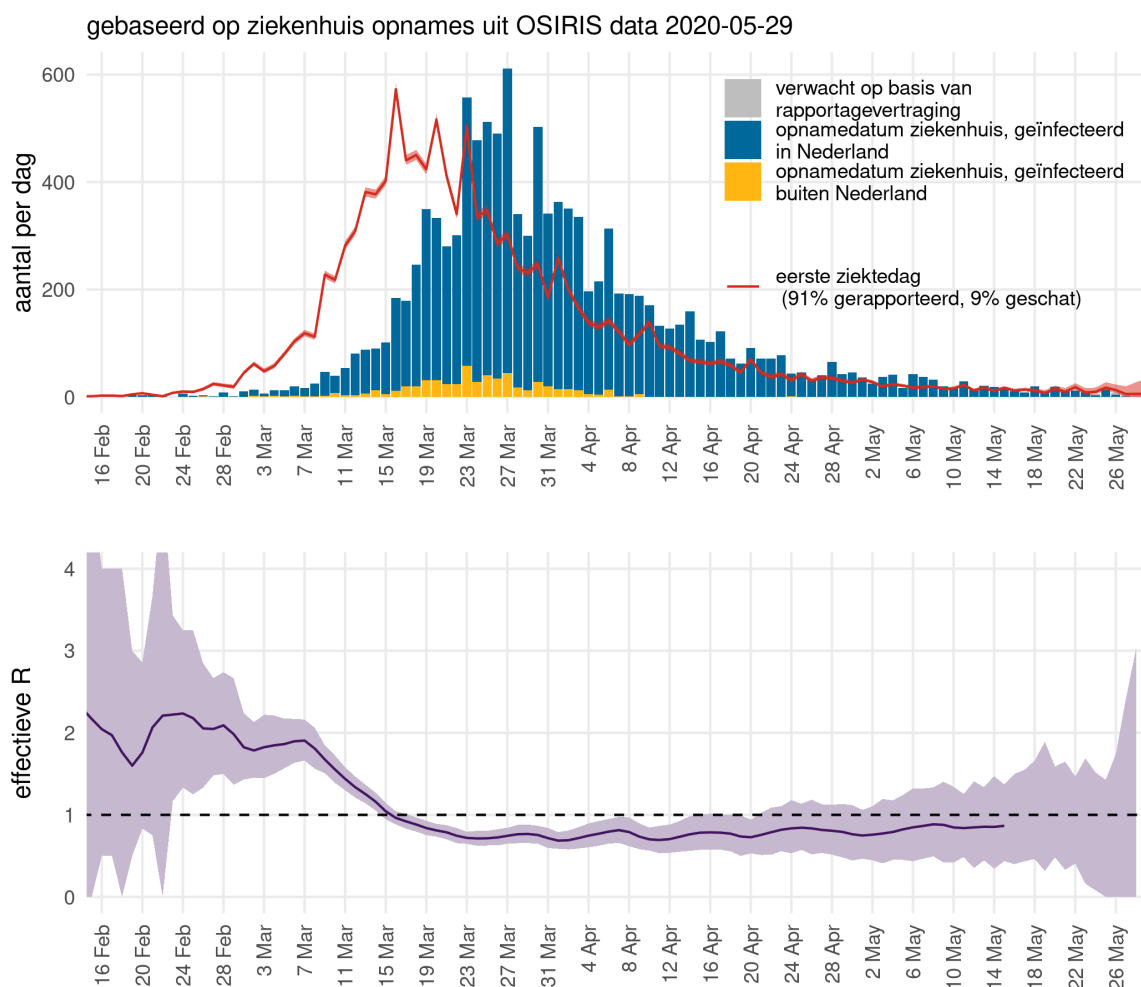 gebaseerd op ziekenhuis opnames uit OSIRIS data 2020-05-29
aantal per dag
600
400
200
0
verwacht op basis van
rapportagevertraging
opnamedatum ziekenhuis, geïnfecteerd
in Nederland
opnamedatum ziekenhuis, geïnfecteerd
buiten Nederland
eerste ziektedag
(91% gerapporteerd, 9% geschat)
16 Feb
20 Feb
24 Feb
28 Feb
3 Mar
7 Mar
11 Mar
15 Mar
19 Mar
23 Mar
27 Mar
31 Mar
4 Apr
8 Apr
12 Apr
16 Apr
20 Apr
24 Apr
28 Apr
2 May
6 May
10 May
14 May
18 May
22 May
26 May
effectieve R
4
3
2
1
0
16 Feb
20 Feb
24 Feb
28 Feb
3 Mar
7 Mar
11 Mar
15 Mar
19 Mar
23 Mar
27 Mar
31 Mar
4 Apr
8 Apr
12 Apr
16 Apr
20 Apr
24 Apr
28 Apr
2 May
6 May
10 May
14 May
18 May
22 May
26 May